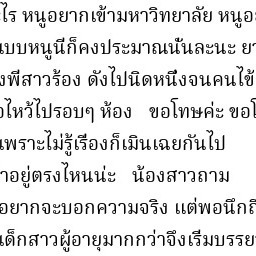 ไร หนูอยากเข้ามหาวิทยาลัย หนู
แบบหนูนี่ก็คงประมาณนั้นละนะ
พี่สาวร้อง ดังไปนิดหนึ่งจนคนไข้
ไหว้ไปรอบๆ ห้อง ขอโทษค่ะ
เพราะไม่รู้เรื่องก็เมินเฉยกันไป
อยู่ตรงไหนน่ะ น้องสาวถาม
อยากจะบอกความจริง แต่พอนึกถึ
เด็กสาวผู้อายุมากกว่าจึงเริ่มบรรย